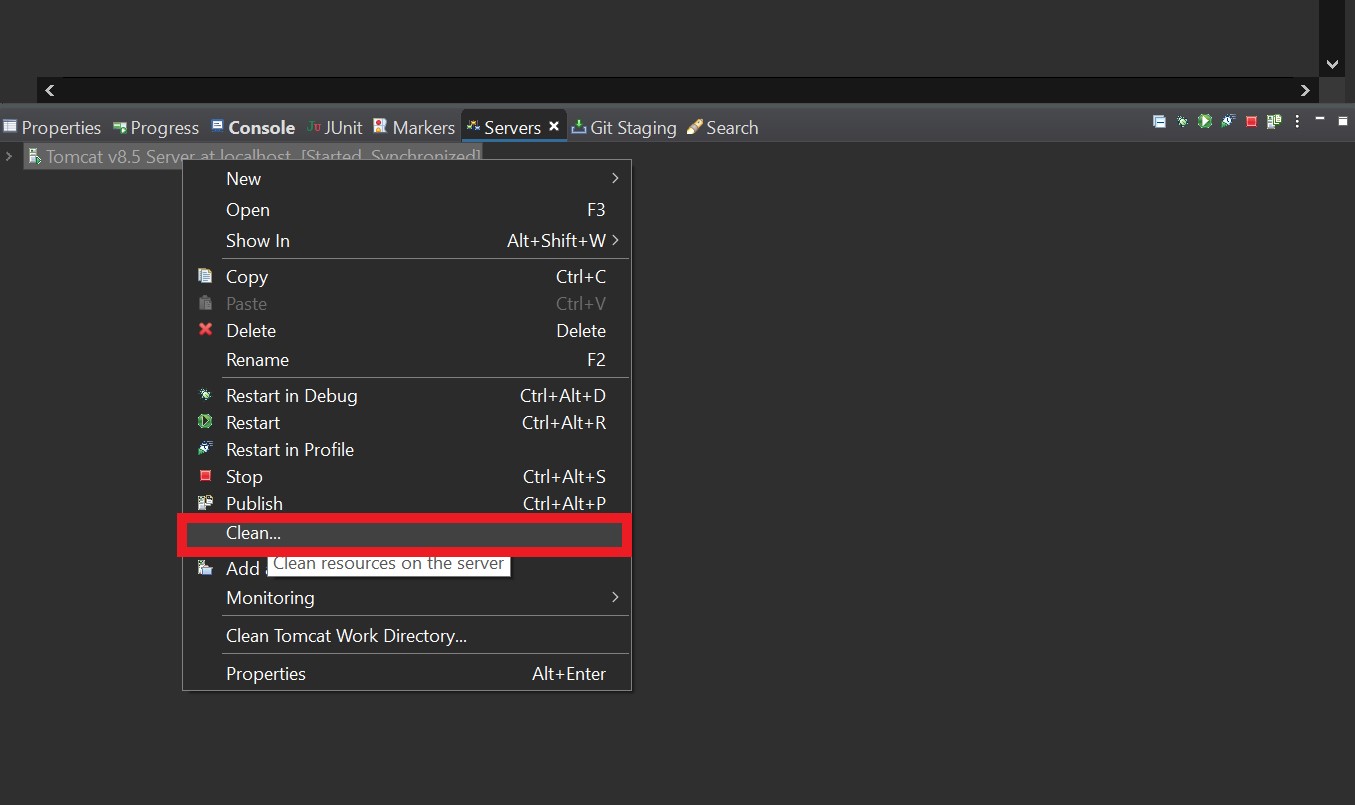 Properties Progress Console JUnit Markers Servers Git Staging Search
Tomcat v8.5 Server at localhost [Started, Synchronized]
New
Open F3
Show In Alt+Shift+W
Copy Ctrl+C
Paste Ctrl+V
Delete Delete
Rename F2
Restart in Debug Ctrl+Alt+D
Restart Ctrl+Alt+R
Restart in Profile
Stop Ctrl+Alt+S
Publish Ctrl+Alt+P
Clean...
Clean resources on the server
Add
Monitoring
Clean Tomcat Work Directory...
Properties Alt+Enter